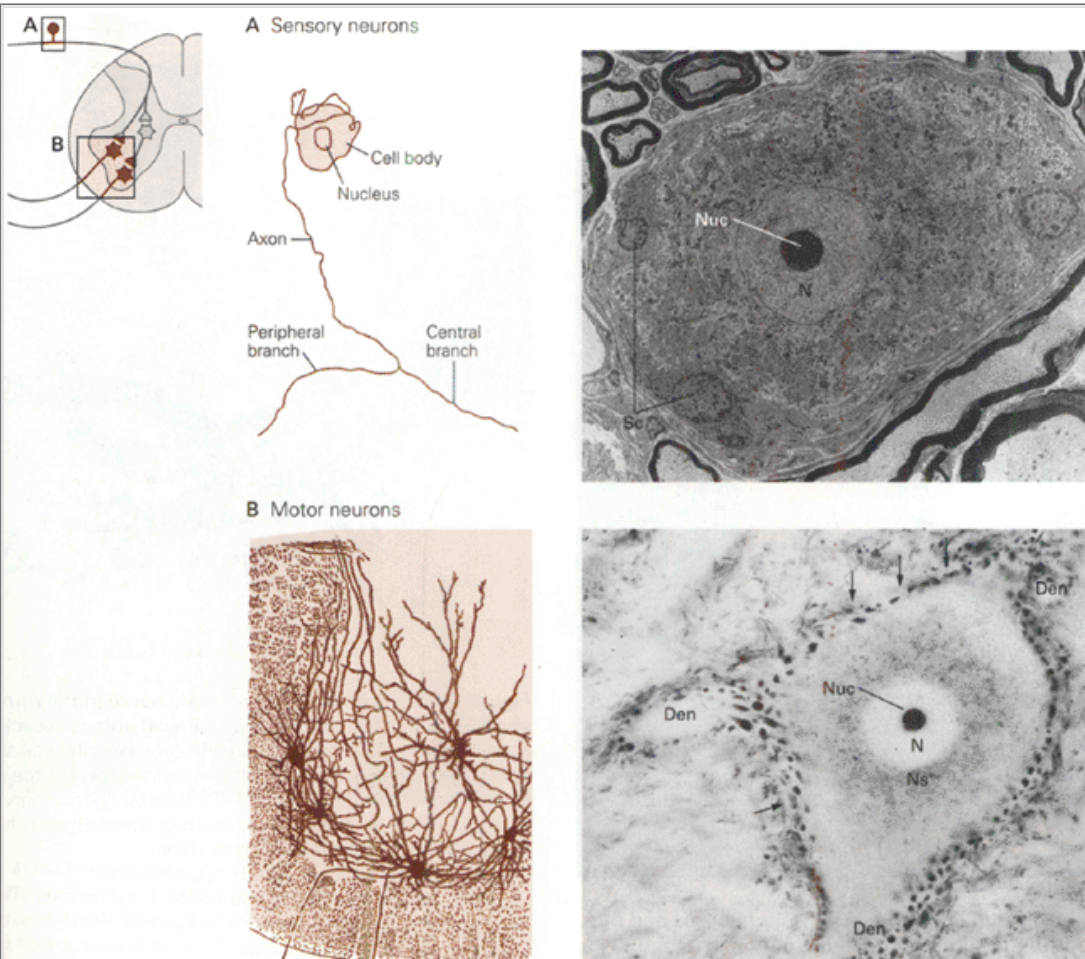 A
B
A Sensory neurons
Cell body
Nucleus
Axon
Peripheral
branch
Central
branch
Nuc
N
Sc
B Motor neurons
Den
Nuc
Den
N
Ns
Den